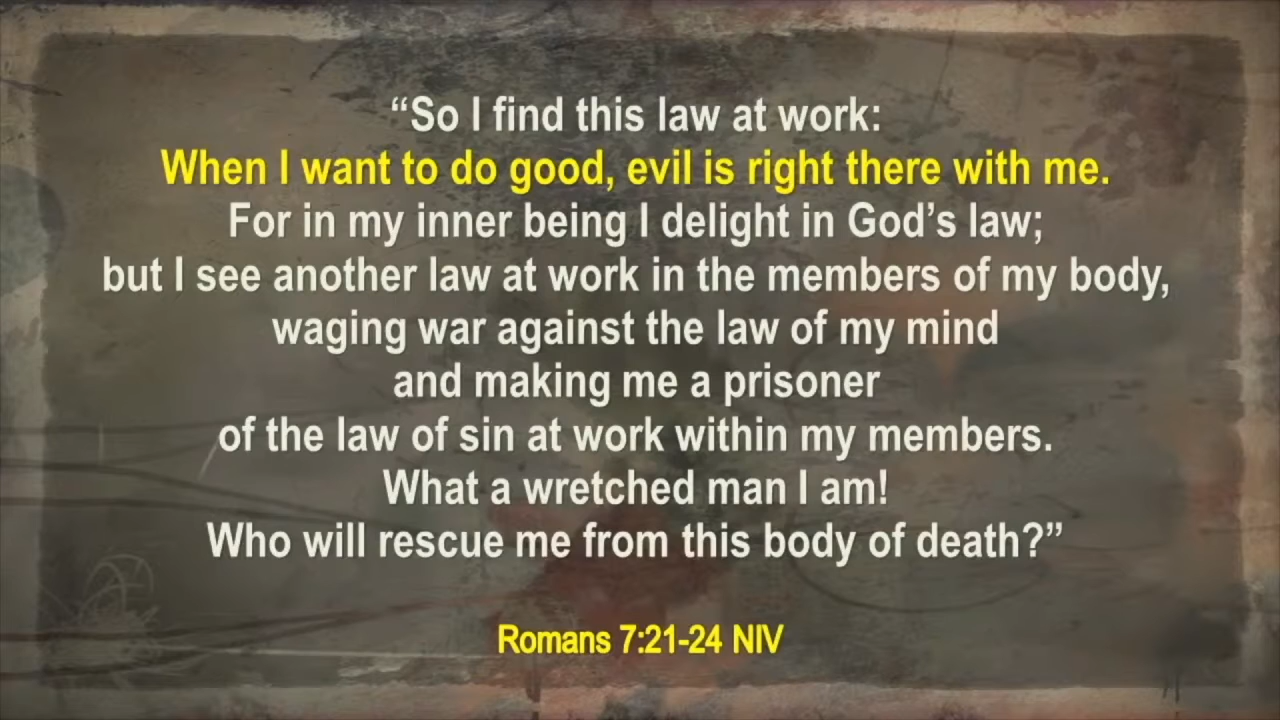 “So I find this law at work:
When I want to do good, evil is right there with me.
For in my inner being I delight in God’s law;
but I see another law at work in the members of my body,
waging war against the law of my mind
and making me a prisoner
of the law of sin at work within my members.
What a wretched man I am!
Who will rescue me from this body of death?”
Romans 7:21-24 NIV